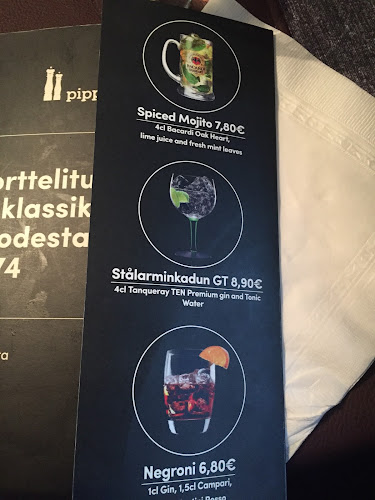 pipp
orttelitu
klassik
odesta
74
ra
BACARDI
Spiced Mojito 7,80€
4cl Bacardi Oak Heart,
lime juice and fresh mint leaves
Stålarminkadun GT 8,90€
4cl Tanqueray TEN Premium gin and Tonic
Water
Negroni 6,80€
1cl Gin, 1,5cl Campari,